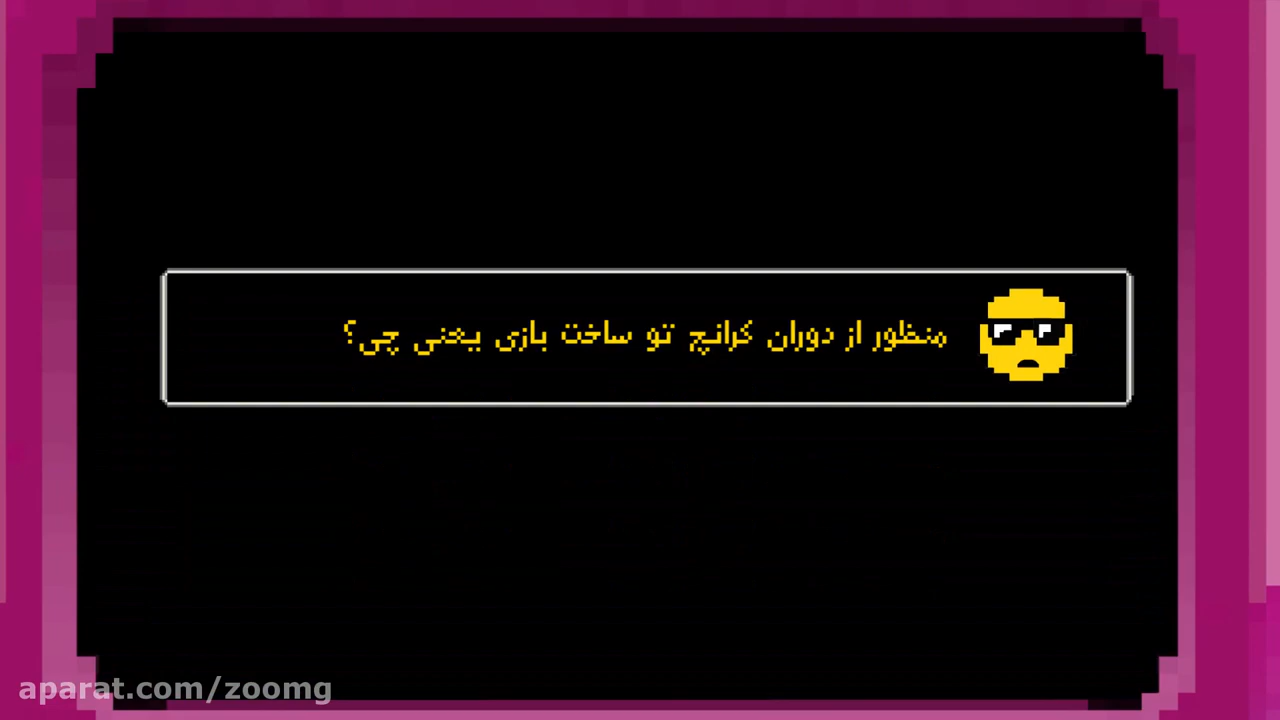 منظور از دوران کرانچ تو ساخت بازی یعنی چی؟
aparat.com/zoomg